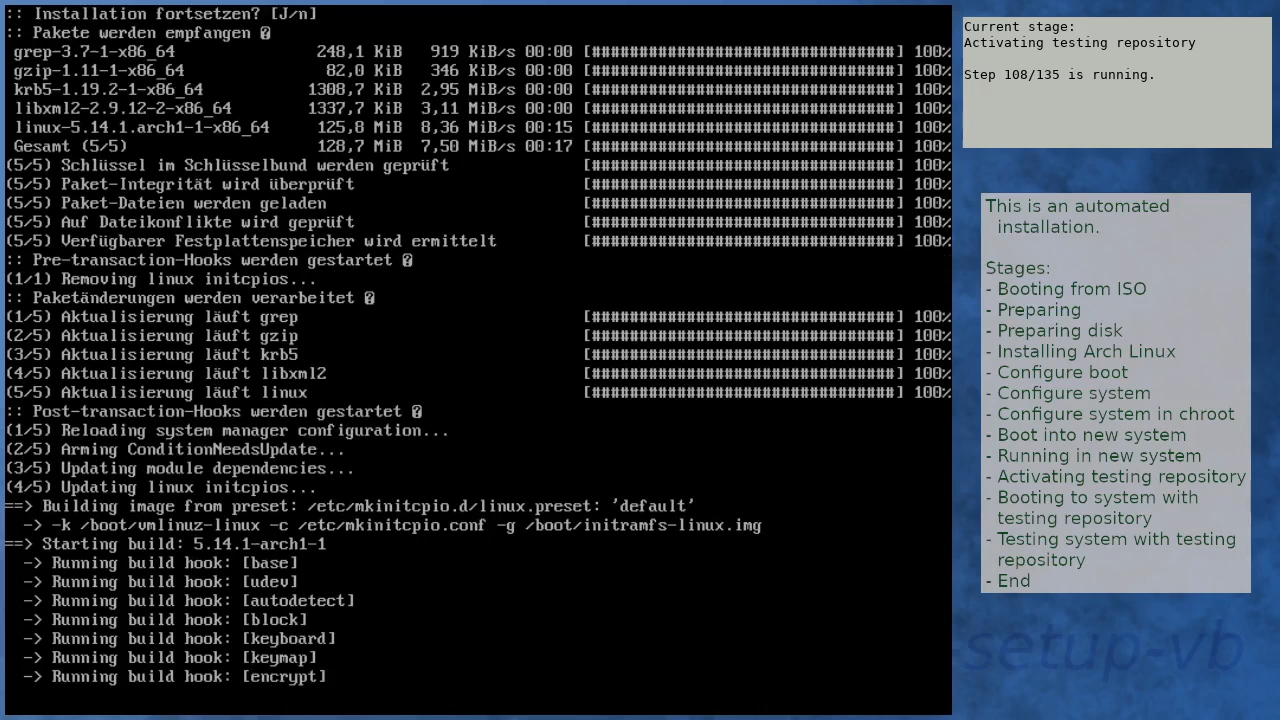 :: Installation fortsetzen? [J/n]
:: Pakete werden empfangen �
grep-3.7-1-x86_64 248,1 KiB 919 KiB/s 00:00 [################################] 100%
gzip-1.11-1-x86_64 82,0 KiB 346 KiB/s 00:00 [################################] 100%
krb5-1.19.2-1-x86_64 1308,7 KiB 2,95 MiB/s 00:00 [################################] 100%
libxml2-2.9.12-2-x86_64 1337,7 KiB 3,11 MiB/s 00:00 [################################] 100%
linux-5.14.1.arch1-1-x86_64 125,8 MiB 8,36 MiB/s 00:15 [################################] 100%
Gesamt (5/5) 128,7 MiB 7,50 MiB/s 00:17 [################################] 100%
(5/5) Schlüssel im Schlüsselbund werden geprüft [################################] 100%
(5/5) Paket-Integrität wird überprüft [################################] 100%
(5/5) Paket-Dateien werden geladen [################################] 100%
(5/5) Auf Dateikonflikte wird geprüft [################################] 100%
(5/5) Verfügbarer Festplattenspeicher wird ermittelt [################################] 100%
:: Pre-transaction-Hooks werden gestartet �
(1/1) Removing linux initcpios...
:: Paketänderungen werden verarbeitet �
(1/5) Aktualisierung läuft grep [################################] 100%
(2/5) Aktualisierung läuft gzip [################################] 100%
(3/5) Aktualisierung läuft krb5 [################################] 100%
(4/5) Aktualisierung läuft libxml2 [################################] 100%
(5/5) Aktualisierung läuft linux [################################] 100%
:: Post-transaction-Hooks werden gestartet �
(1/5) Reloading system manager configuration...
(2/5) Arming ConditionNeedsUpdate...
(3/5) Updating module dependencies...
(4/5) Updating linux initcpios...
==> Building image from preset: /etc/mkinitcpio.d/linux.preset: 'default'
-> -k /boot/vmlinuz-linux -c /etc/mkinitcpio.conf -g /boot/initramfs-linux.img
==> Starting build: 5.14.1-arch1-1
-> Running build hook: [base]
-> Running build hook: [udev]
-> Running build hook: [autodetect]
-> Running build hook: [block]
-> Running build hook: [keyboard]
-> Running build hook: [keymap]
-> Running build hook: [encrypt]
Current stage:
Activating testing repository
Step 108/135 is running.
This is an automated
installation.
Stages:
- Booting from ISO
- Preparing
- Preparing disk
- Installing Arch Linux
- Configure boot
- Configure system
- Configure system in chroot
- Boot into new system
- Running in new system
- Activating testing repository
- Booting to system with
testing repository
- Testing system with testing
repository
- End
-setup-vb